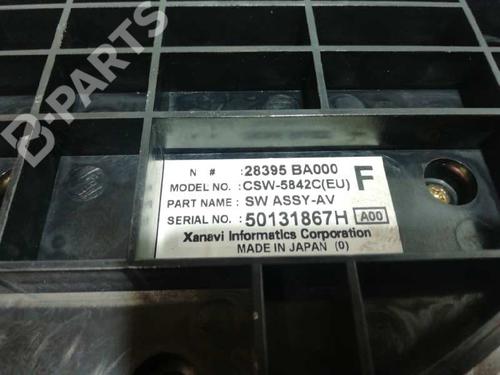 B-PARTS
N # : 28395 BA000
MODEL NO. : CSW-5842C(EU) F
PART NAME : SW ASSY-AV
SERIAL NO. : 50131867H A00
Xanavi Informatics Corporation
MADE IN JAPAN (0)